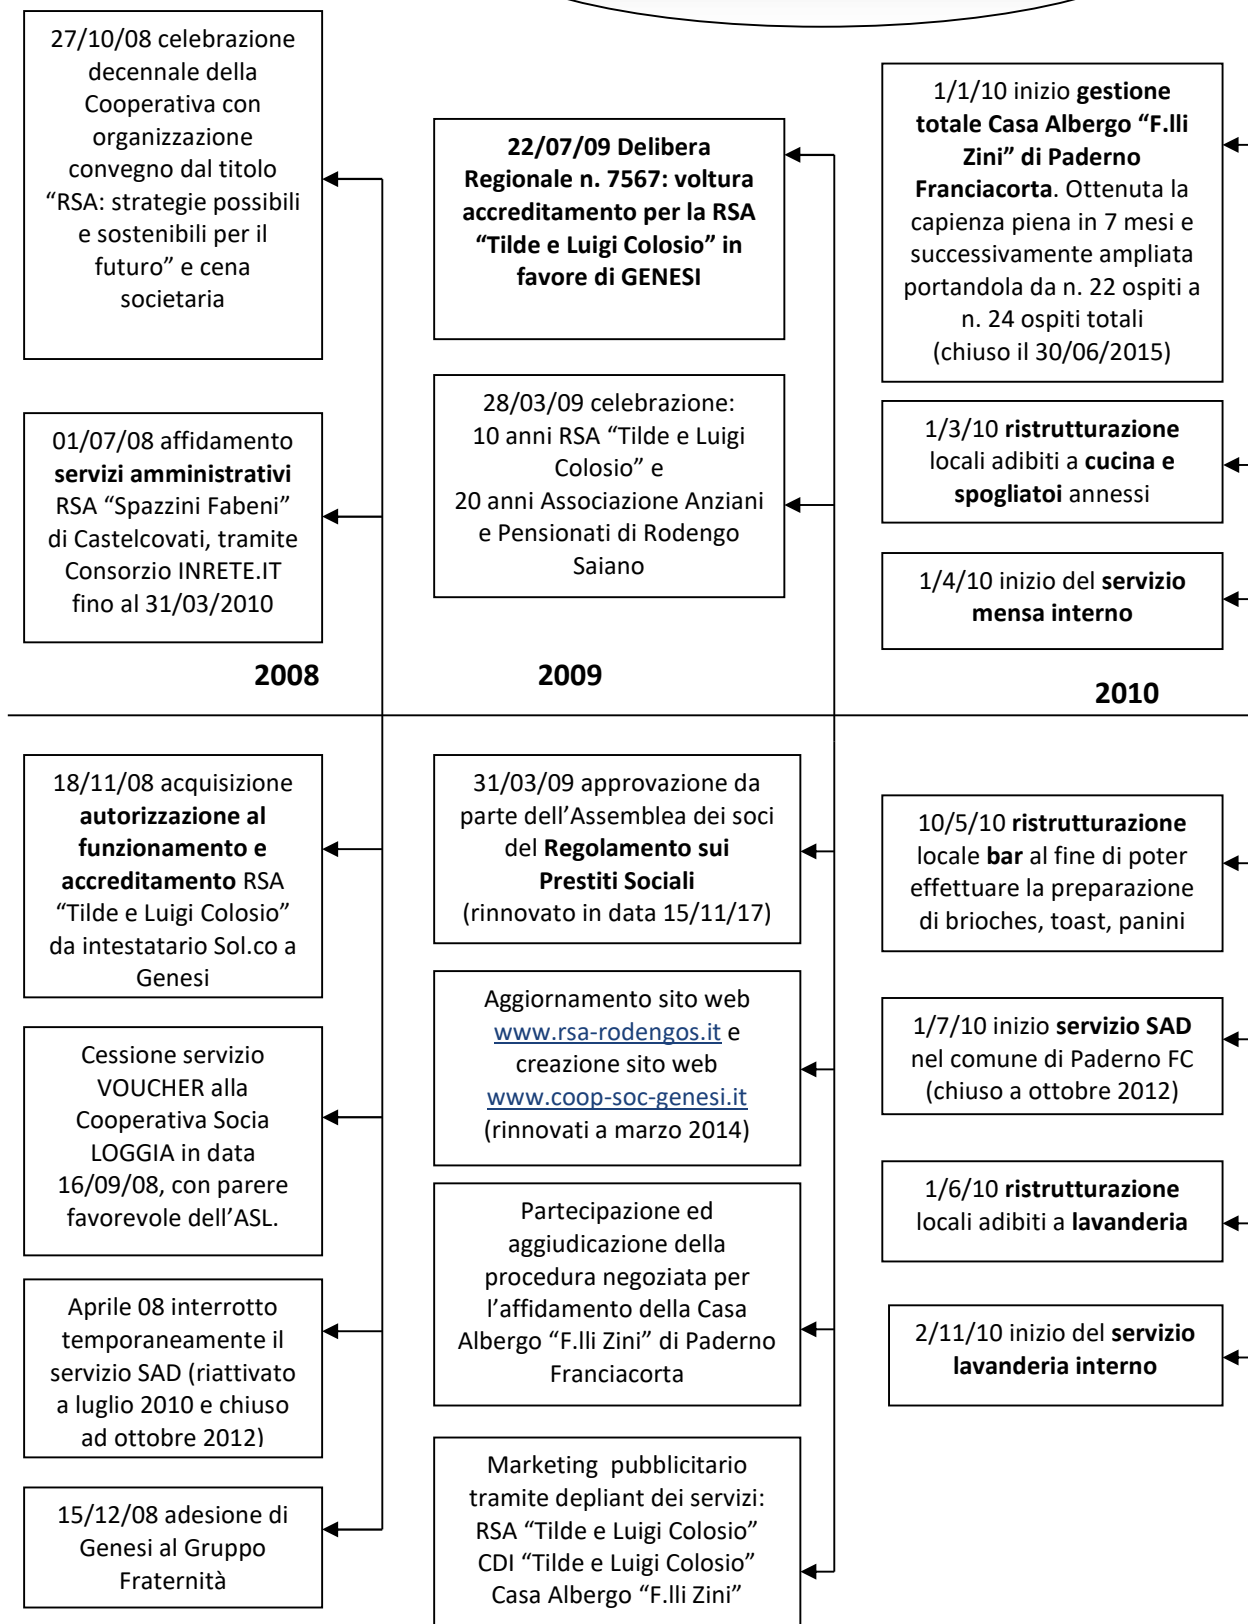 27/10/08 celebrazione
decennale della
Cooperativa con
organizzazione
convegno dal titolo
“RSA: strategie possibili
e sostenibili per il
futuro” e cena
societaria
01/07/08 affidamento
servizi amministrativi
RSA “Spazzini Fabeni”
di Castelcovati, tramite
Consorzio INRETE.IT
fino al 31/03/2010
2008
18/11/08 acquisizione
autorizzazione al
funzionamento e
accreditamento RSA
“Tilde e Luigi Colosio”
da intestatario Sol.co a
Genesi
Cessione servizio
VOUCHER alla
Cooperativa Socia
LOGGIA in data
16/09/08, con parere
favorevole dell’ASL.
Aprile 08 interrotto
temporaneamente il
servizio SAD (riattivato
a luglio 2010 e chiuso
ad ottobre 2012)
15/12/08 adesione di
Genesi al Gruppo
Fraternità
22/07/09 Delibera
Regionale n. 7567: voltura
accreditamento per la RSA
“Tilde e Luigi Colosio” in
favore di GENESI
28/03/09 celebrazione:
10 anni RSA “Tilde e Luigi
Colosio” e
20 anni Associazione Anziani
e Pensionati di Rodengo
Saiano
2009
31/03/09 approvazione da
parte dell’Assemblea dei soci
del Regolamento sui
Prestiti Sociali
(rinnovato in data 15/11/17)
Aggiornamento sito web
www.rsa-rodengos.it e
creazione sito web
www.coop-soc-genesi.it
(rinnovati a marzo 2014)
Partecipazione ed
aggiudicazione della
procedura negoziata per
l’affidamento della Casa
Albergo “F.lli Zini” di Paderno
Franciacorta
Marketing  pubblicitario
tramite depliant dei servizi:
RSA “Tilde e Luigi Colosio”
CDI “Tilde e Luigi Colosio”
Casa Albergo “F.lli Zini”
1/1/10 inizio gestione
totale Casa Albergo “F.lli
Zini” di Paderno
Franciacorta. Ottenuta la
capienza piena in 7 mesi e
successivamente ampliata
portandola da n. 22 ospiti a
n. 24 ospiti totali
(chiuso il 30/06/2015)
1/3/10 ristrutturazione
locali adibiti a cucina e
spogliatoi annessi
1/4/10 inizio del servizio
mensa interno
2010
10/5/10 ristrutturazione
locale bar al fine di poter
effettuare la preparazione
di brioches, toast, panini
1/7/10 inizio servizio SAD
nel comune di Paderno FC
(chiuso a ottobre 2012)
1/6/10 ristrutturazione
locali adibiti a lavanderia
2/11/10 inizio del servizio
lavanderia interno